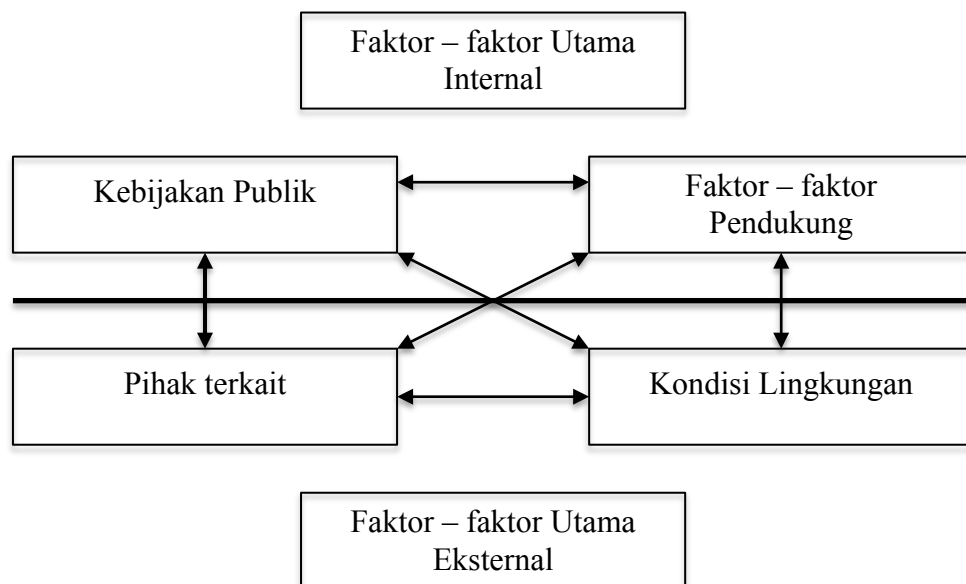 Faktor – faktor Utama
Internal
Kebijakan Publik
Faktor – faktor
Pendukung
Pihak terkait
Kondisi Lingkungan
Faktor – faktor Utama
Eksternal